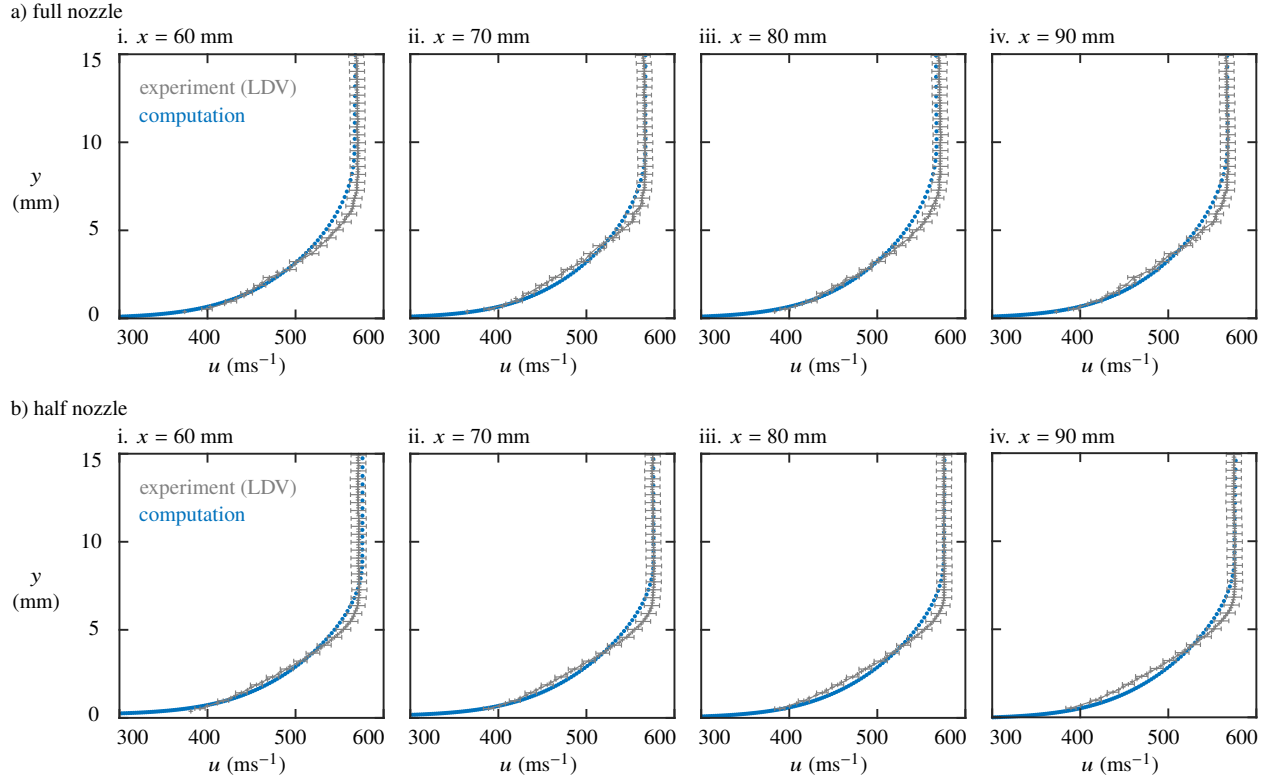 a) full nozzle
i. x = 60 mm
ii. x = 70 mm
iii. x = 80 mm
iv. x = 90 mm
15
10
5
0
y
(mm)
experiment (LDV)
computation
300 400 500 600
300 400 500 600
300 400 500 600
300 400 500 600
u (ms⁻¹)
u (ms⁻¹)
u (ms⁻¹)
u (ms⁻¹)
b) half nozzle
i. x = 60 mm
ii. x = 70 mm
iii. x = 80 mm
iv. x = 90 mm
15
10
5
0
y
(mm)
experiment (LDV)
computation
300 400 500 600
300 400 500 600
300 400 500 600
300 400 500 600
u (ms⁻¹)
u (ms⁻¹)
u (ms⁻¹)
u (ms⁻¹)